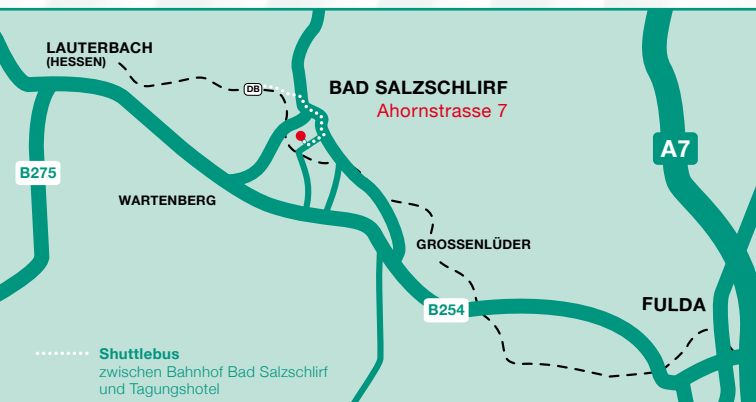 LAUTERBACH
(HESSEN)
DB
BAD SALZSCHLIRF
Ahornstrasse 7
A7
B275
WARTENBERG
GROSSENLÜDER
B254
FULDA
Shuttlebus
zwischen Bahnhof Bad Salzschlirf
und Tagungshotel